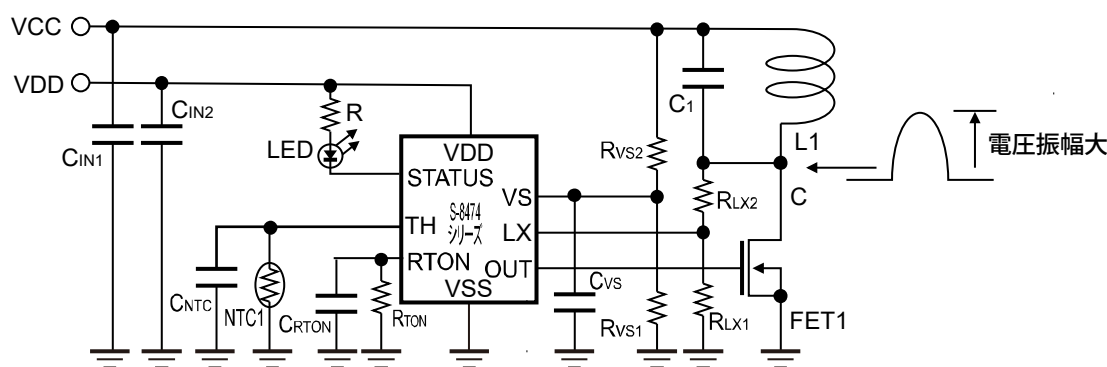 VCC
VDD
CIN2
CIN1
R
LED
VDD
STATUS
VS
TH
S-8474
シリーズ
LX
RTON
OUT
VSS
CNTC
NTC1
CRTON
RTON
CVS
RVS2
RVS1
C1
L1
RLX2
RLX1
C
FET1
電圧振幅大